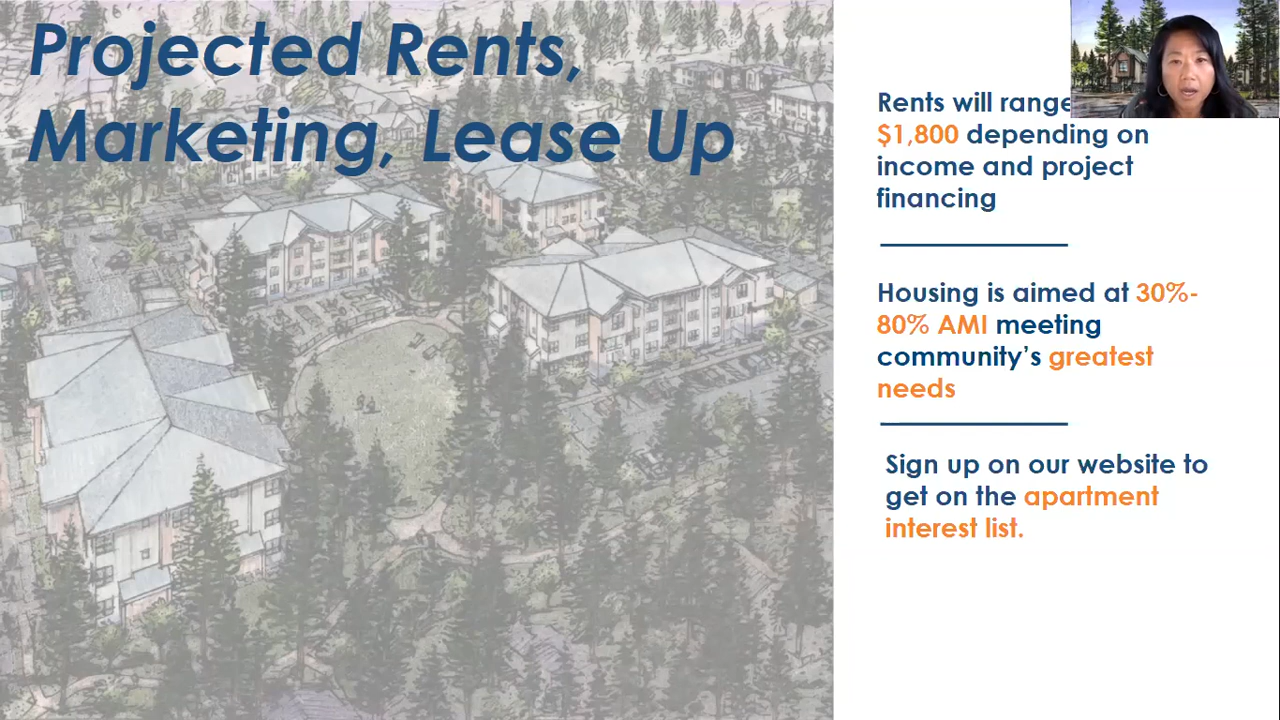 Projected Rents,
Marketing, Lease Up
Rents will range
$1,800 depending on
income and project
financing
Housing is aimed at 30%-
80% AMI meeting
community’s greatest
needs
Sign up on our website to
get on the apartment
interest list.